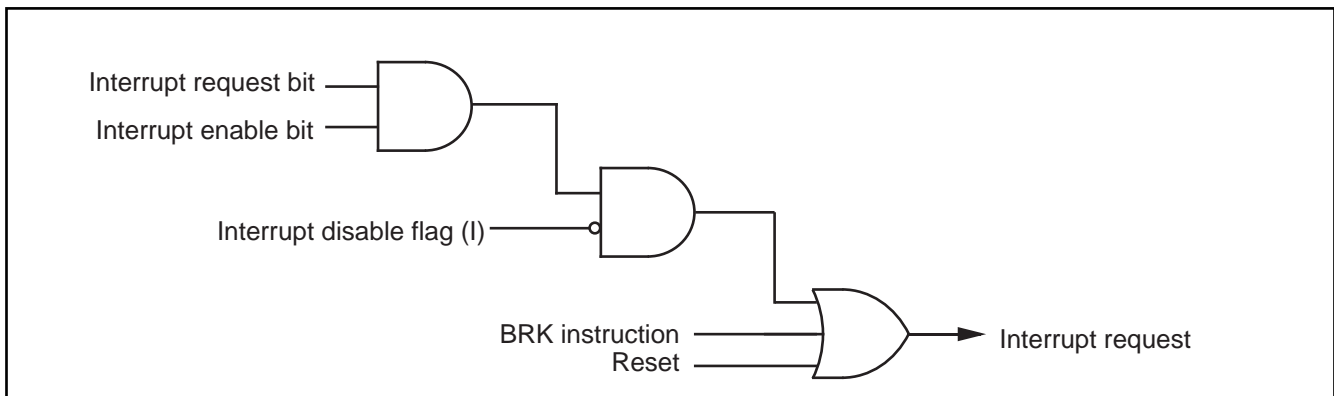 Interrupt request bit
Interrupt enable bit
Interrupt disable flag (I)
BRK instruction
Reset
Interrupt request